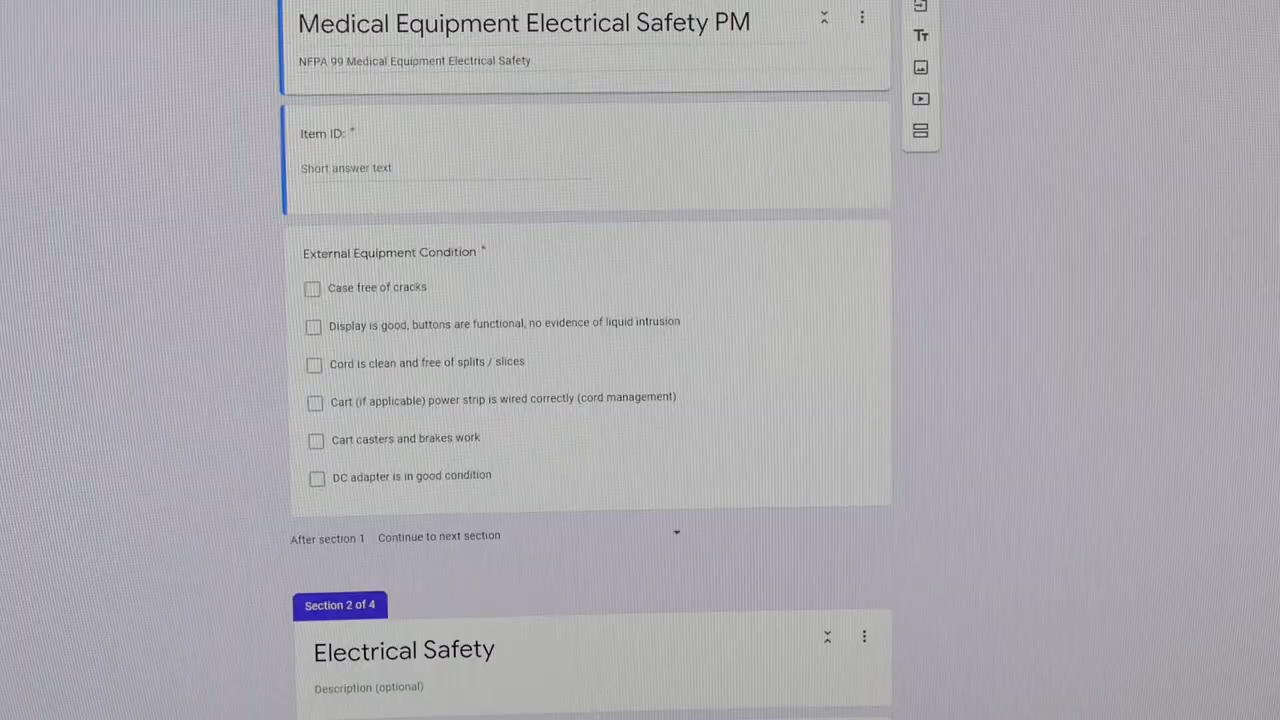 Medical Equipment Electrical Safety PM
NFPA 99 Medical Equipment Electrical Safety
Item ID: *
Short answer text
External Equipment Condition *
Case free of cracks
Display is good, buttons are functional, no evidence of liquid intrusion
Cord is clean and free of splits / slices
Cart (if applicable) power strip is wired correctly (cord management)
Cart casters and brakes work
DC adapter is in good condition
After section 1 Continue to next section
Section 2 of 4
Electrical Safety
Description (optional)